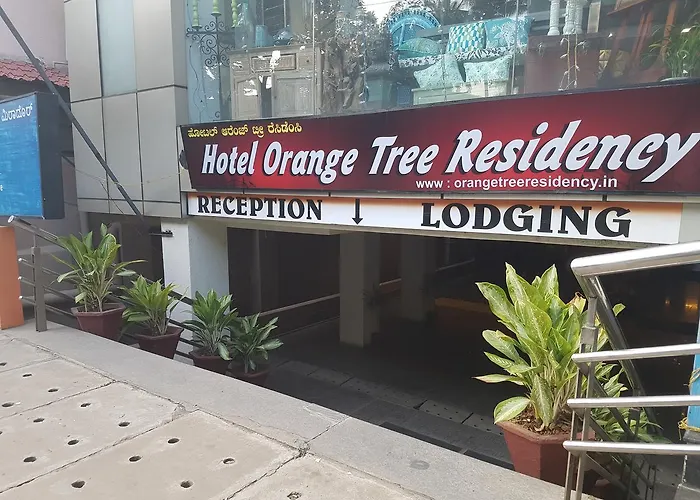 ಹೋಟಲ್ ಆರೆಂಜ್ ಟ್ರೀ ರೆಸಿಡೆಂಸಿ
Hotel Orange Tree Residency
www : orangetreeresidency.in
RECEPTION ↓ LODGING
ಮಿರಾದೊರ್